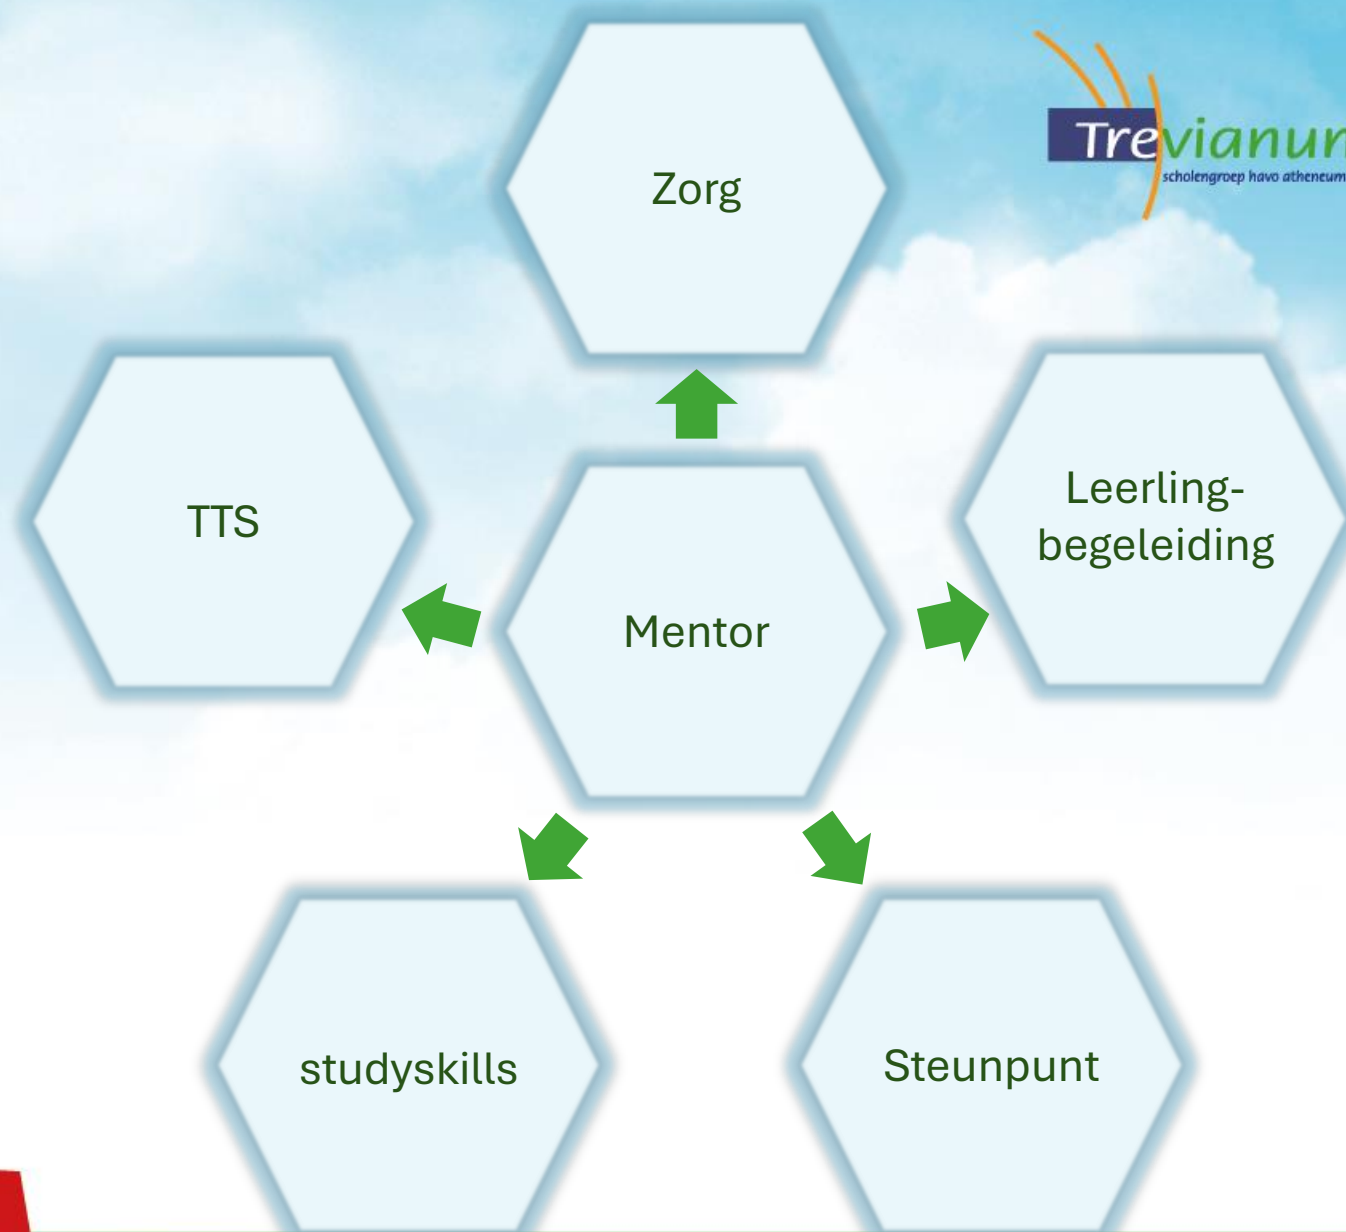 Zorg
Trevianum
scholengroep havo atheneum
TTS
Leerling-
begeleiding
Mentor
studyskills
Steunpunt